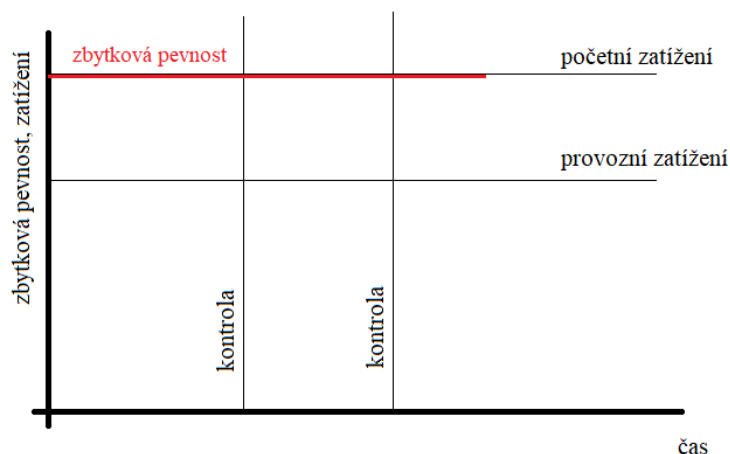 zbytková pevnost
početní zatížení
zbytková pevnost, zatížení
provozní zatížení
kontrola
kontrola
čas